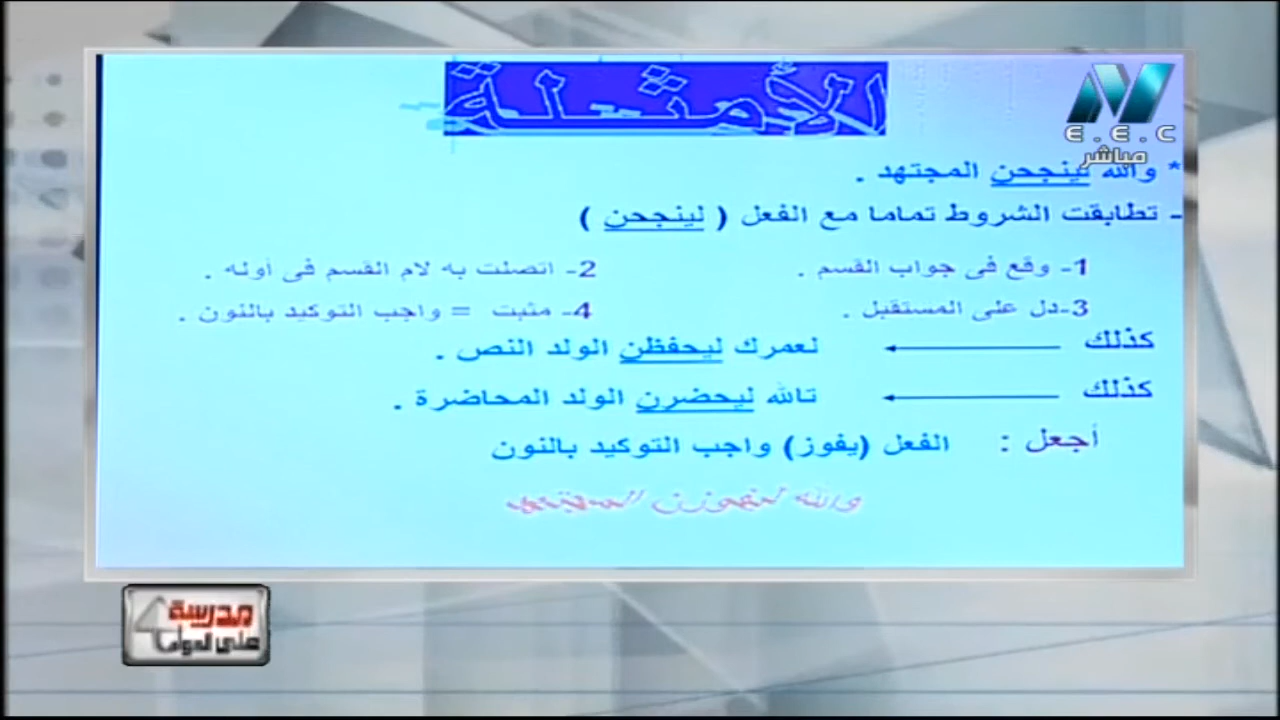 الأمثلة
E.E.C
مباشر
* والله لينجحن المجتهد .
- تطابقت الشروط تماما مع الفعل ( لينجحن )
1- وقع فى جواب القسم . 2- اتصلت به لام القسم فى أوله .
3-دل على المستقبل . 4- مثبت = واجب التوكيد بالنون .
كذلك لعمرك ليحفظن الولد النص .
كذلك تالله ليحضرن الولد المحاضرة .
أجعل : الفعل (يفوز) واجب التوكيد بالنون
والله ليفوزن
مدرسة
على الهواء